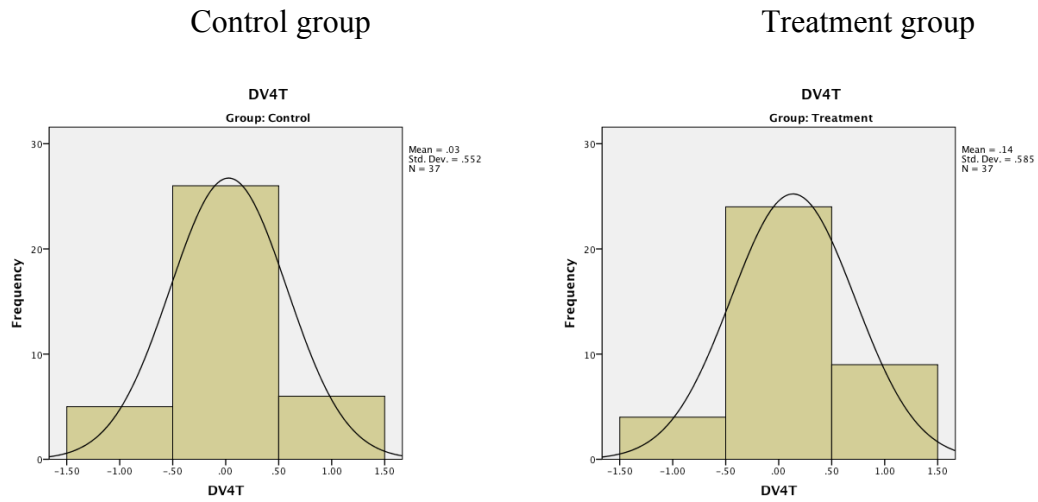 Control group
Treatment group
DV4T
Group: Control
Mean = .03
Std. Dev. = .552
N = 37
30
20
10
0
Frequency
-1.50 -1.00 -.50 .00 .50 1.00 1.50
DV4T
DV4T
Group: Treatment
Mean = .14
Std. Dev. = .585
N = 37
30
20
10
0
Frequency
-1.50 -1.00 -.50 .00 .50 1.00 1.50
DV4T